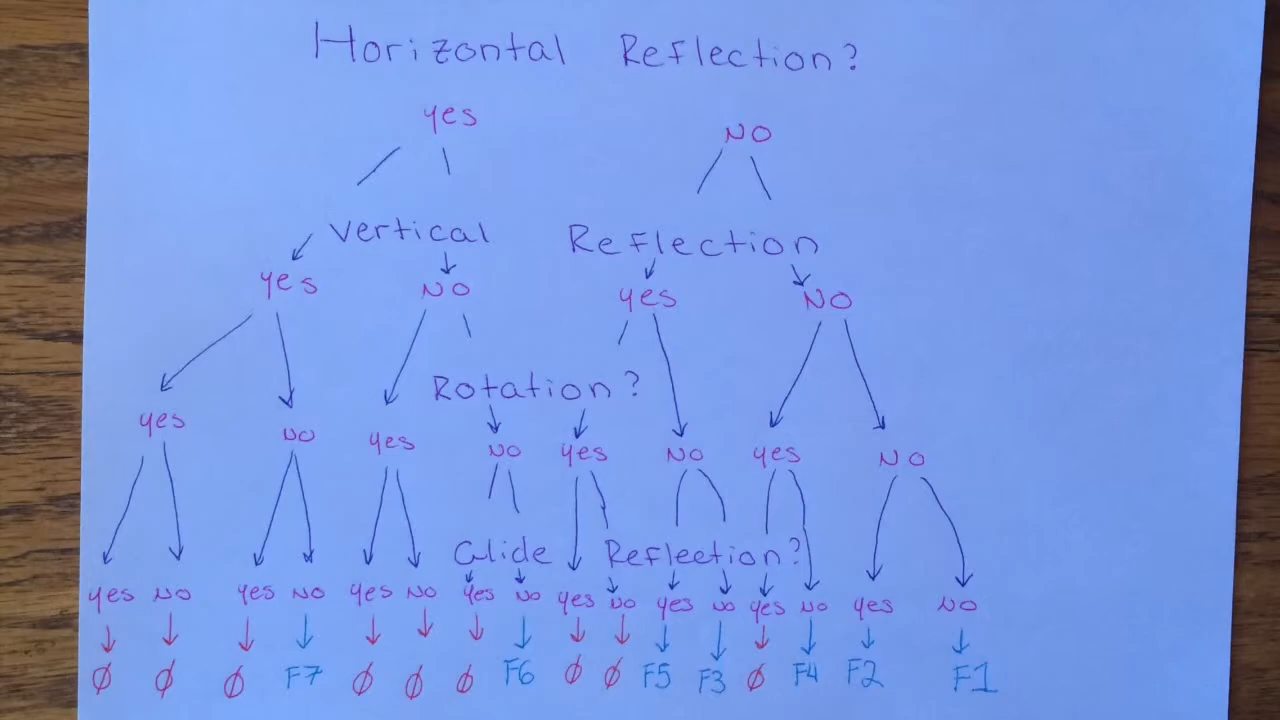 Horizontal Reflection?
yes NO
Vertical Reflection
yes NO yes NO
Rotation?
yes NO yes NO yes NO yes NO
Glide Reflection?
yes NO yes NO yes NO yes NO yes NO yes NO yes NO yes NO
∅ ∅ ∅ F7 ∅ ∅ ∅ F6 ∅ ∅ F5 F3 ∅ F4 F2 F1